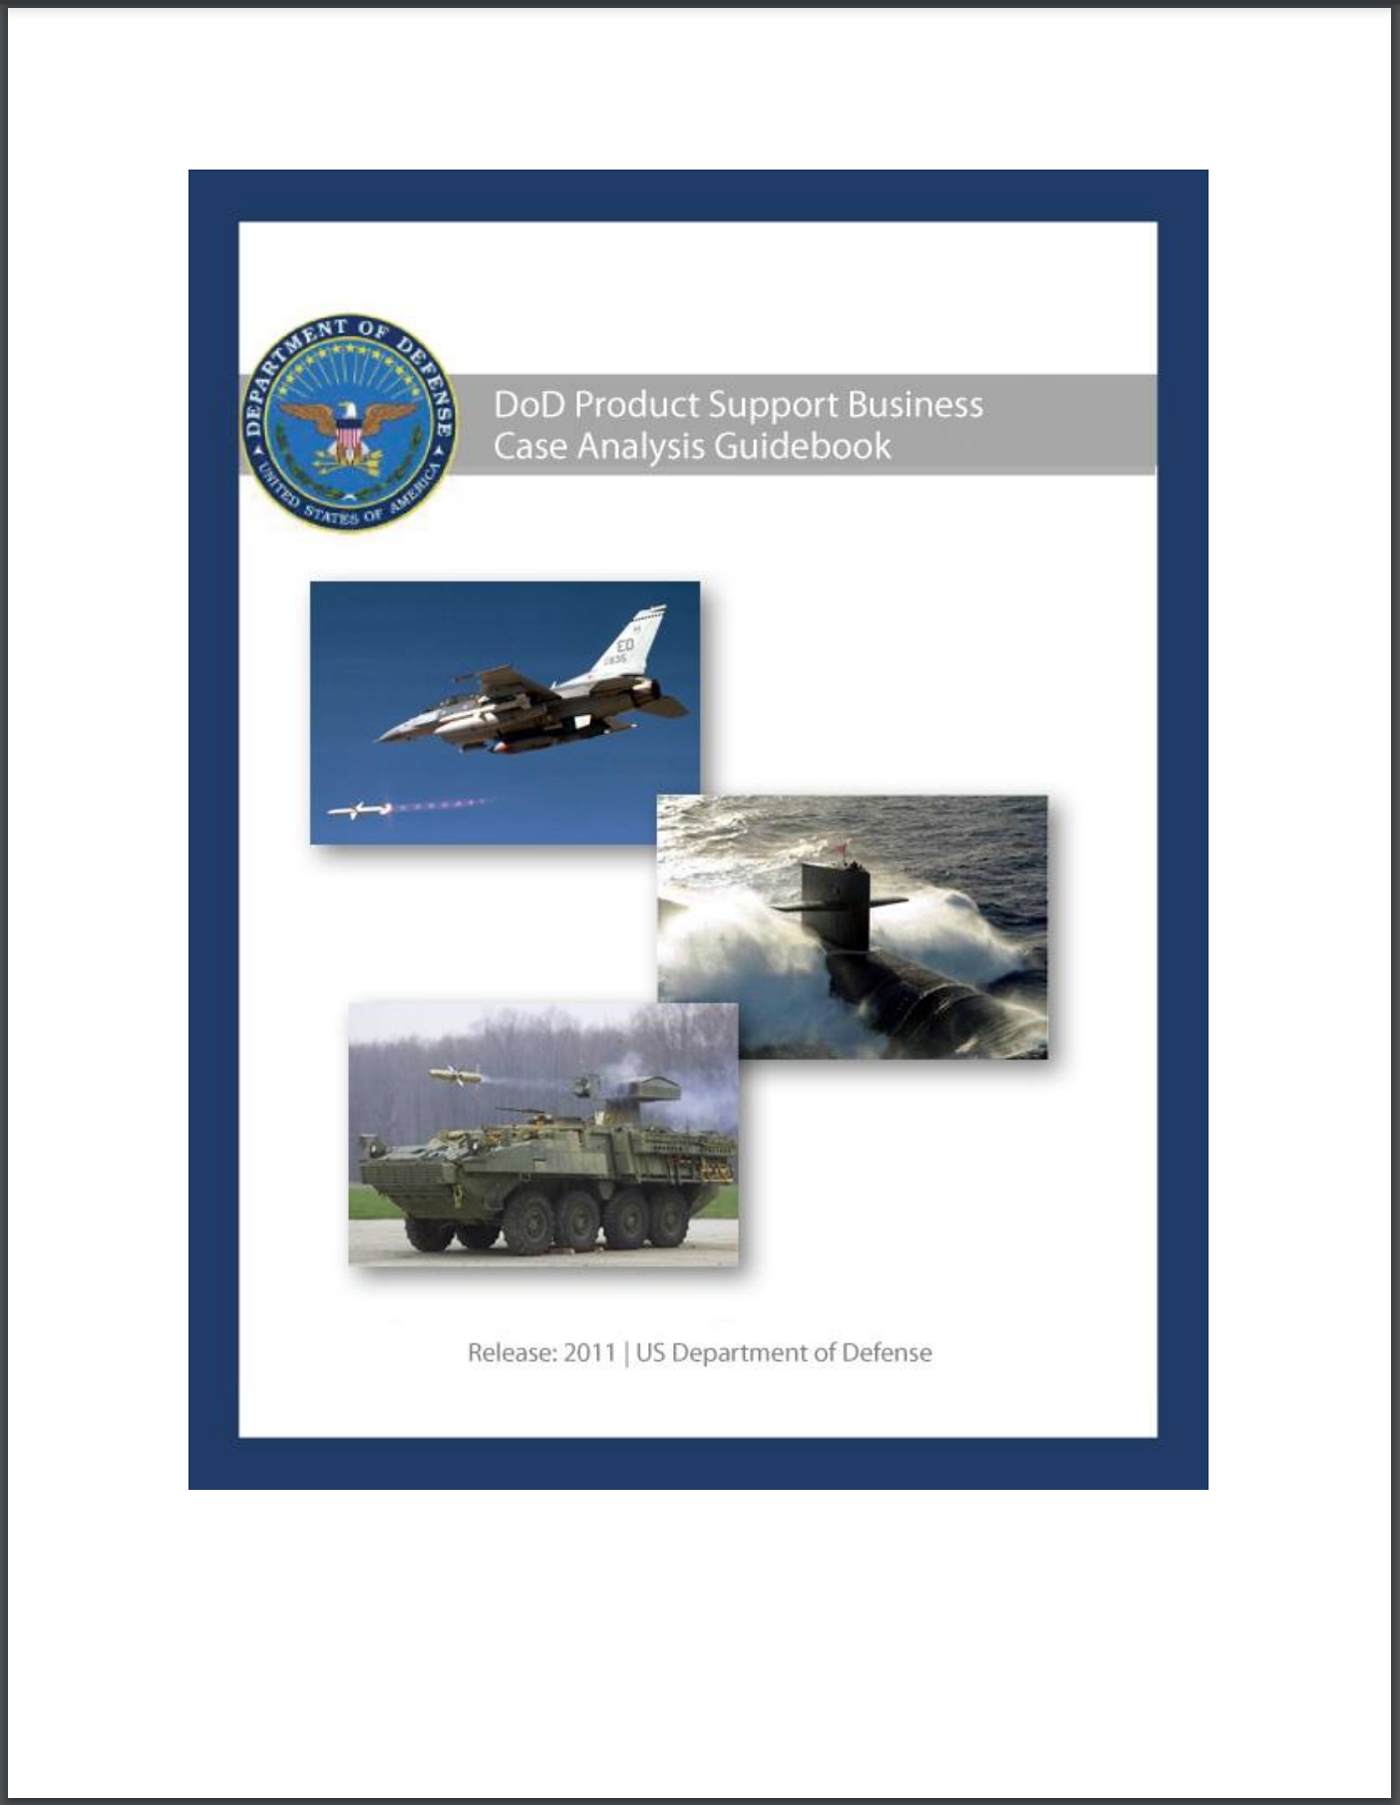 DEPARTMENT OF DEFENSE
UNITED STATES OF AMERICA
DoD Product Support Business
Case Analysis Guidebook
ED
Release: 2011 | US Department of Defense